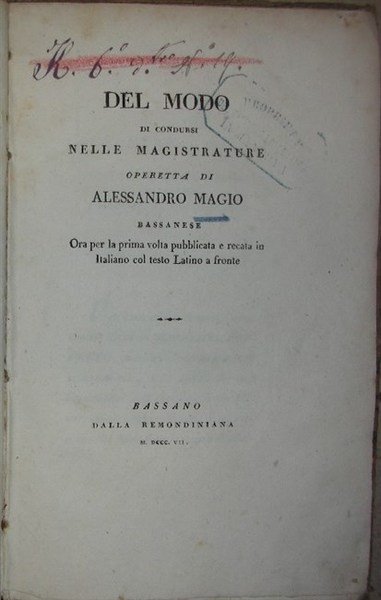 DEL MODO
DI CONDURSI
NELLE MAGISTRATURE
OPERETTA DI
ALESSANDRO MAGIO
BASSANESE
Ora per la prima volta pubblicata e recata in
Italiano col testo Latino a fronte
BASSANO
DALLA REMONDINIANA
M. DCCC. VII.